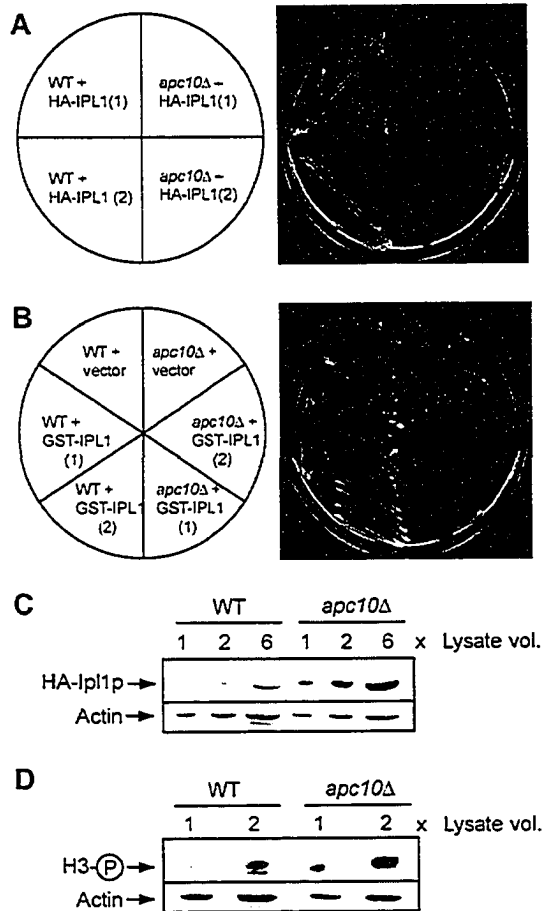 A
WT +
HA-IPL1(1)
apc10Δ –
HA-IPL1(1)
WT +
HA-IPL1 (2)
apc10Δ –
HA-IPL1(2)
B
WT +
vector
apc10Δ +
vector
WT +
GST-IPL1
(1)
apc10Δ +
GST-IPL1
(2)
WT +
GST-IPL1
(2)
apc10Δ +
GST-IPL1
(1)
C
WT apc10Δ
1 2 6 1 2 6 x Lysate vol.
HA-Ipl1p
Actin
D
WT apc10Δ
1 2 1 2 x Lysate vol.
H3-P
Actin